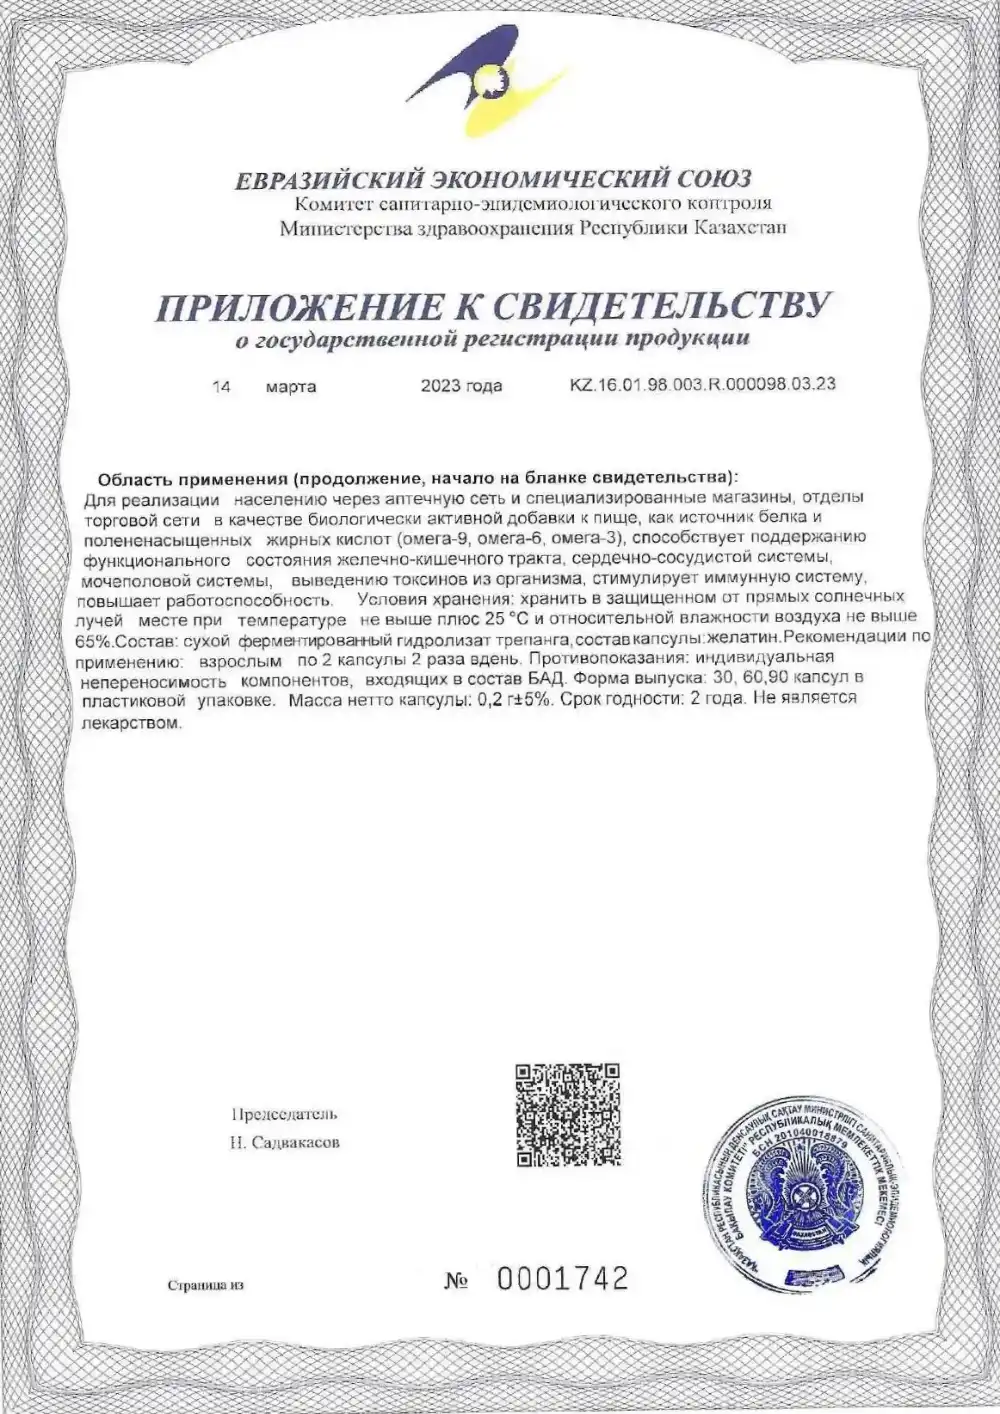 ЕВРАЗИЙСКИЙ ЭКОНОМИЧЕСКИЙ СОЮЗ
Комитет санитарно-эпидемиологического контроля
Министерства здравоохранения Республики Казахстан
ПРИЛОЖЕНИЕ К СВИДЕТЕЛЬСТВУ
о государственной регистрации продукции
14 марта 2023 года KZ.16.01.98.003.R.000098.03.23
Область применения (продолжение, начало на бланке свидетельства):
Для реализации населению через аптечную сеть и специализированные магазины, отделы
торговой сети в качестве биологически активной добавки к пище, как источник белка и
полененасыщенных жирных кислот (омега-9, омега-6, омега-3), способствует поддержанию
функционального состояния железчно-кишечного тракта, сердечно-сосудистой системы,
мочеполовой системы, выведению токсинов из организма, стимулирует иммунную систему,
повышает работоспособность. Условия хранения: хранить в защищенном от прямых солнечных
лучей месте при температуре не выше плюс 25 °С и относительной влажности воздуха не выше
65%.Состав: сухой ферментированный гидролизат трепанга,состав капсулы:желатин.Рекомендации по
применению: взрослым по 2 капсулы 2 раза вдень. Противопоказания: индивидуальная
непереносимость компонентов, входящих в состав БАД. Форма выпуска: 30, 60,90 капсул в
пластиковой упаковке. Масса нетто капсулы: 0,2 г±5%. Срок годности: 2 года. Не является
лекарством.
Председатель
Н. Садвакасов
ҚАЗАҚСТАН РЕСПУБЛИКАСЫНЫҢ ДЕНСАУЛЫҚ САҚТАУ МИНИСТРЛІГІ САНИТАРИЯЛЫҚ-ЭПИДЕМИОЛОГИЯЛЫҚ
БАҚЫЛАУ КОМИТЕТІ" РЕСПУБЛИКАЛЫҚ МЕМЛЕКЕТТІК МЕКЕМЕСІ
БСН 201040018879
Страница из
№ 0001742